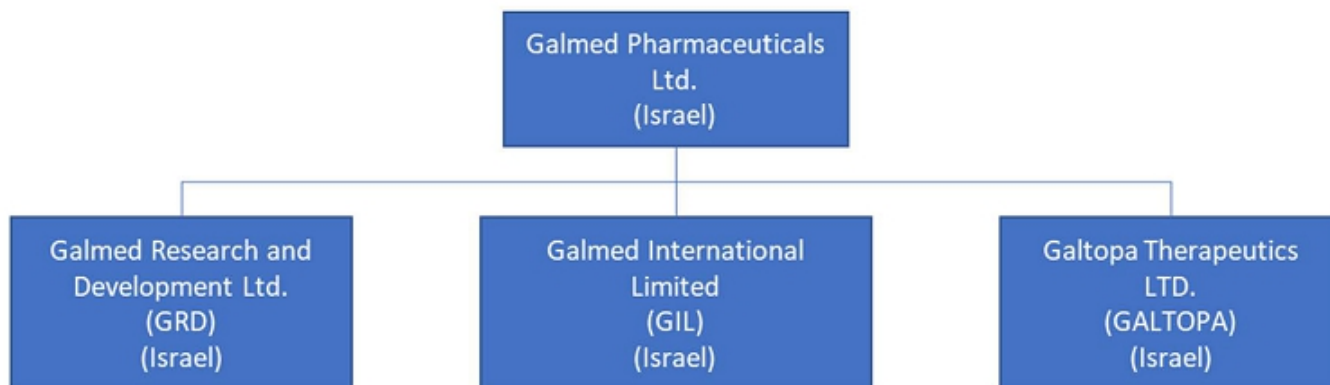 Galmed Pharmaceuticals
Ltd.
(Israel)
Galmed Research and
Development Ltd.
(GRD)
(Israel)
Galmed International
Limited
(GIL)
(Israel)
Galtopa Therapeutics
LTD.
(GALTOPA)
(Israel)